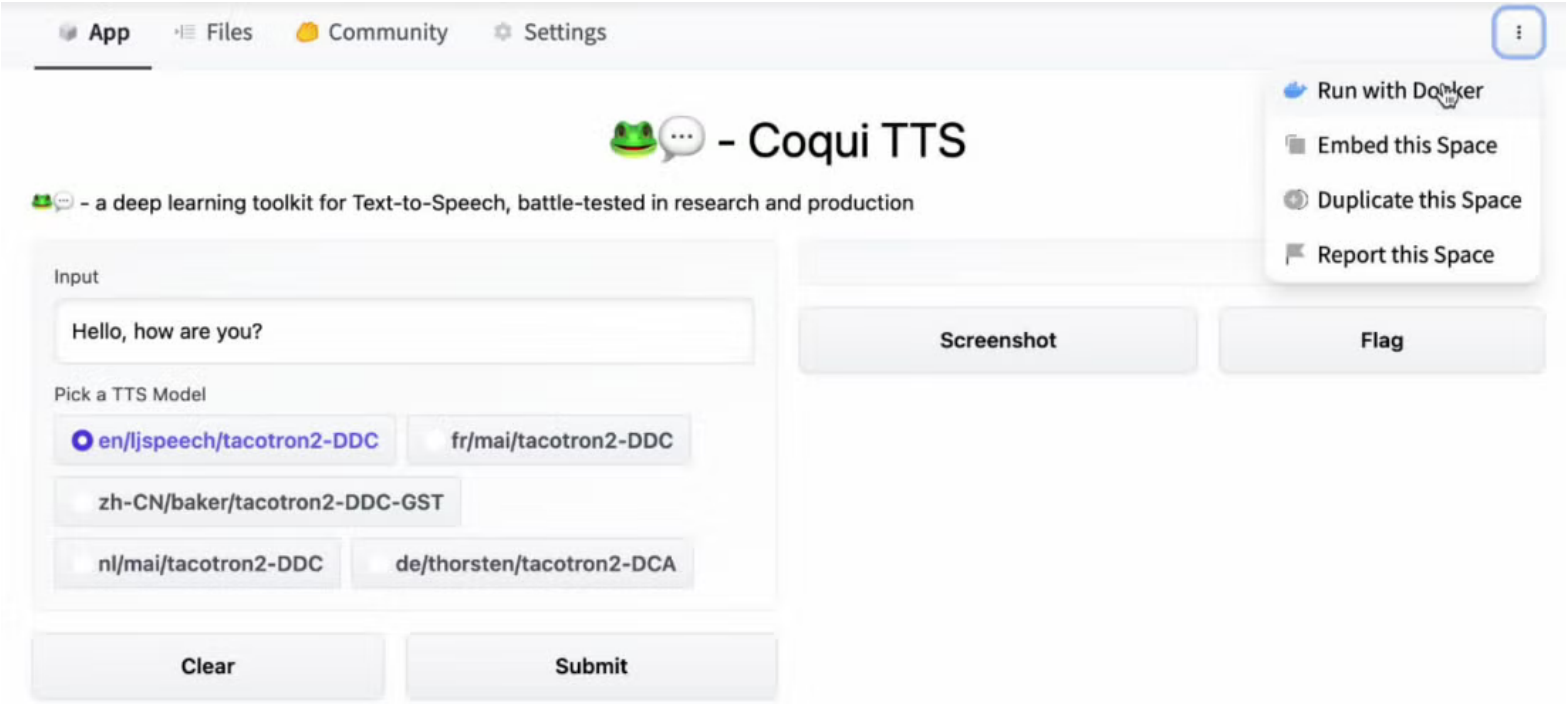 App Files Community Settings
Run with Docker
Embed this Space
Duplicate this Space
Report this Space
🐸💬 - Coqui TTS
🐸💬 - a deep learning toolkit for Text-to-Speech, battle-tested in research and production
Input
Hello, how are you?
Pick a TTS Model
en/ljspeech/tacotron2-DDC fr/mai/tacotron2-DDC
zh-CN/baker/tacotron2-DDC-GST
nl/mai/tacotron2-DDC de/thorsten/tacotron2-DCA
Clear Submit
Screenshot Flag